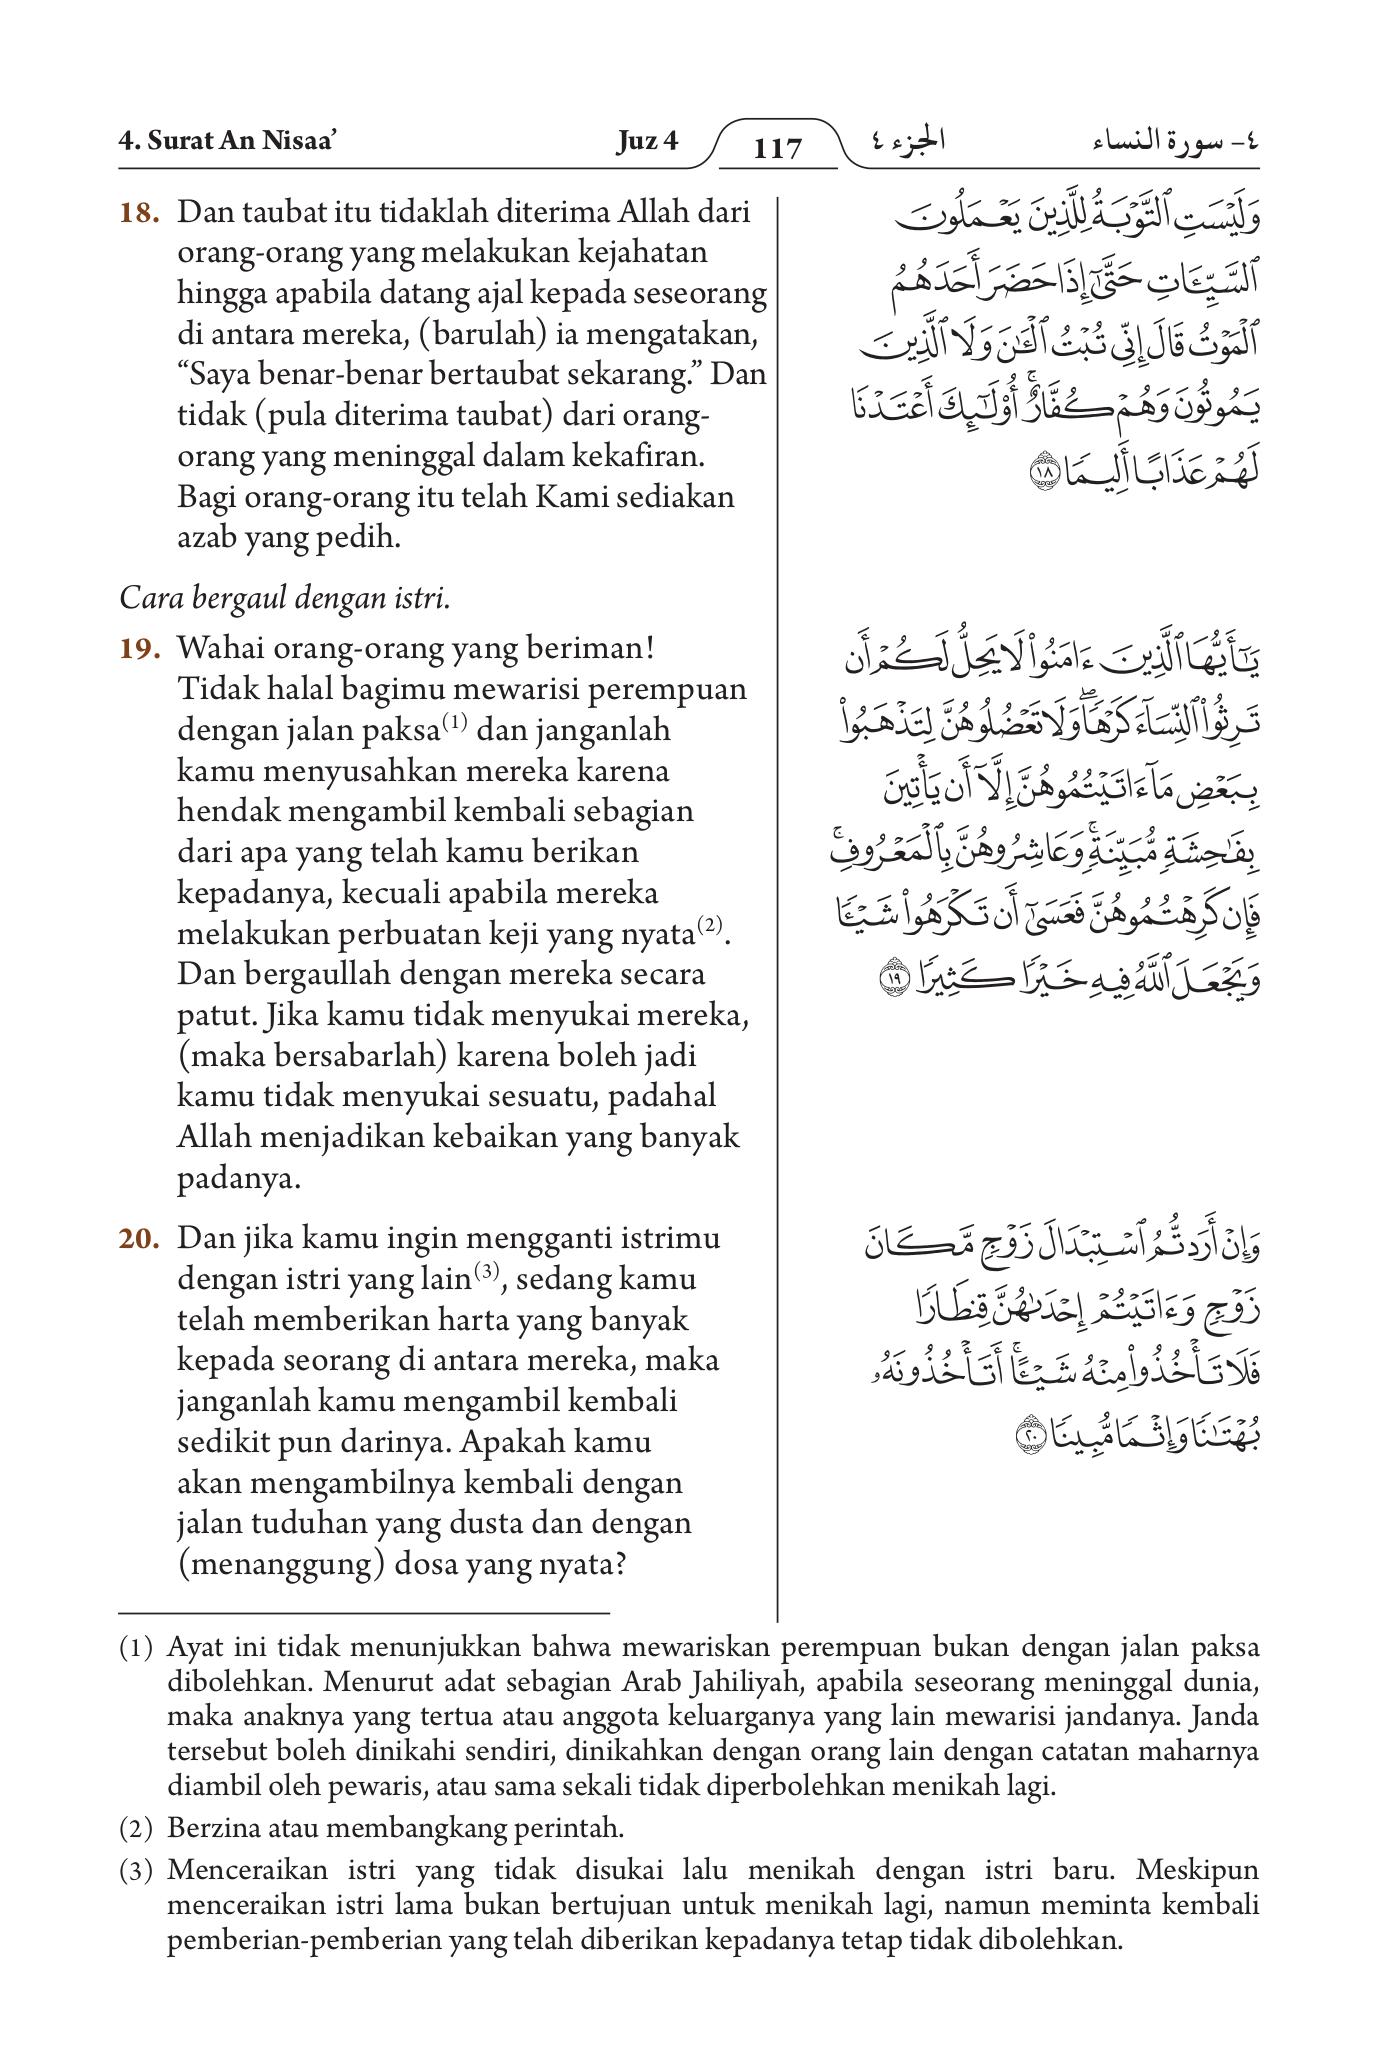 4. Surat An Nisaa’ Juz 4 117 الجزء ٤ ٤- سورة النساء
18. Dan taubat itu tidaklah diterima Allah dari
orang-orang yang melakukan kejahatan
hingga apabila datang ajal kepada seseorang
di antara mereka, (barulah) ia mengatakan,
“Saya benar-benar bertaubat sekarang.” Dan
tidak (pula diterima taubat) dari orang-
orang yang meninggal dalam kekafiran.
Bagi orang-orang itu telah Kami sediakan
azab yang pedih.
وَلَيْسَتِ ٱلتَّوْبَةُ لِلَّذِينَ يَعْمَلُونَ
ٱلسَّيِّـَٔاتِ حَتَّىٰٓ إِذَا حَضَرَ أَحَدَهُمُ
ٱلْمَوْتُ قَالَ إِنِّى تُبْتُ ٱلْـَٰٔنَ وَلَا ٱلَّذِينَ
يَمُوتُونَ وَهُمْ كُفَّارٌ ۚ أُو۟لَـٰٓئِكَ أَعْتَدْنَا
لَهُمْ عَذَابًا أَلِيمًا ١٨
Cara bergaul dengan istri.
19. Wahai orang-orang yang beriman!
Tidak halal bagimu mewarisi perempuan
dengan jalan paksa(1) dan janganlah
kamu menyusahkan mereka karena
hendak mengambil kembali sebagian
dari apa yang telah kamu berikan
kepadanya, kecuali apabila mereka
melakukan perbuatan keji yang nyata(2).
Dan bergaullah dengan mereka secara
patut. Jika kamu tidak menyukai mereka,
(maka bersabarlah) karena boleh jadi
kamu tidak menyukai sesuatu, padahal
Allah menjadikan kebaikan yang banyak
padanya.
يَـٰٓأَيُّهَا ٱلَّذِينَ ءَامَنُوا۟ لَا يَحِلُّ لَكُمْ أَن
تَرِثُوا۟ ٱلنِّسَآءَ كَرْهًا ۖ وَلَا تَعْضُلُوهُنَّ لِتَذْهَبُوا۟
بِبَعْضِ مَآ ءَاتَيْتُمُوهُنَّ إِلَّآ أَن يَأْتِينَ
بِفَـٰحِشَةٍ مُّبَيِّنَةٍ ۚ وَعَاشِرُوهُنَّ بِٱلْمَعْرُوفِ ۚ
فَإِن كَرِهْتُمُوهُنَّ فَعَسَىٰٓ أَن تَكْرَهُوا۟ شَيْـًٔا
وَيَجْعَلَ ٱللَّهُ فِيهِ خَيْرًا كَثِيرًا ١٩
20. Dan jika kamu ingin mengganti istrimu
dengan istri yang lain(3), sedang kamu
telah memberikan harta yang banyak
kepada seorang di antara mereka, maka
janganlah kamu mengambil kembali
sedikit pun darinya. Apakah kamu
akan mengambilnya kembali dengan
jalan tuduhan yang dusta dan dengan
(menanggung) dosa yang nyata?
وَإِنْ أَرَدتُّمُ ٱسْتِبْدَالَ زَوْجٍ مَّكَانَ
زَوْجٍ وَءَاتَيْتُمْ إِحْدَىٰهُنَّ قِنطَارًا
فَلَا تَأْخُذُوا۟ مِنْهُ شَيْـًٔا ۚ أَتَأْخُذُونَهُۥ
بُهْتَـٰنًا وَإِثْمًا مُّبِينًا ٢٠
(1) Ayat ini tidak menunjukkan bahwa mewariskan perempuan bukan dengan jalan paksa
dibolehkan. Menurut adat sebagian Arab Jahiliyah, apabila seseorang meninggal dunia,
maka anaknya yang tertua atau anggota keluarganya yang lain mewarisi jandanya. Janda
tersebut boleh dinikahi sendiri, dinikahkan dengan orang lain dengan catatan maharnya
diambil oleh pewaris, atau sama sekali tidak diperbolehkan menikah lagi.
(2) Berzina atau membangkang perintah.
(3) Menceraikan istri yang tidak disukai lalu menikah dengan istri baru. Meskipun
menceraikan istri lama bukan bertujuan untuk menikah lagi, namun meminta kembali
pemberian-pemberian yang telah diberikan kepadanya tetap tidak dibolehkan.